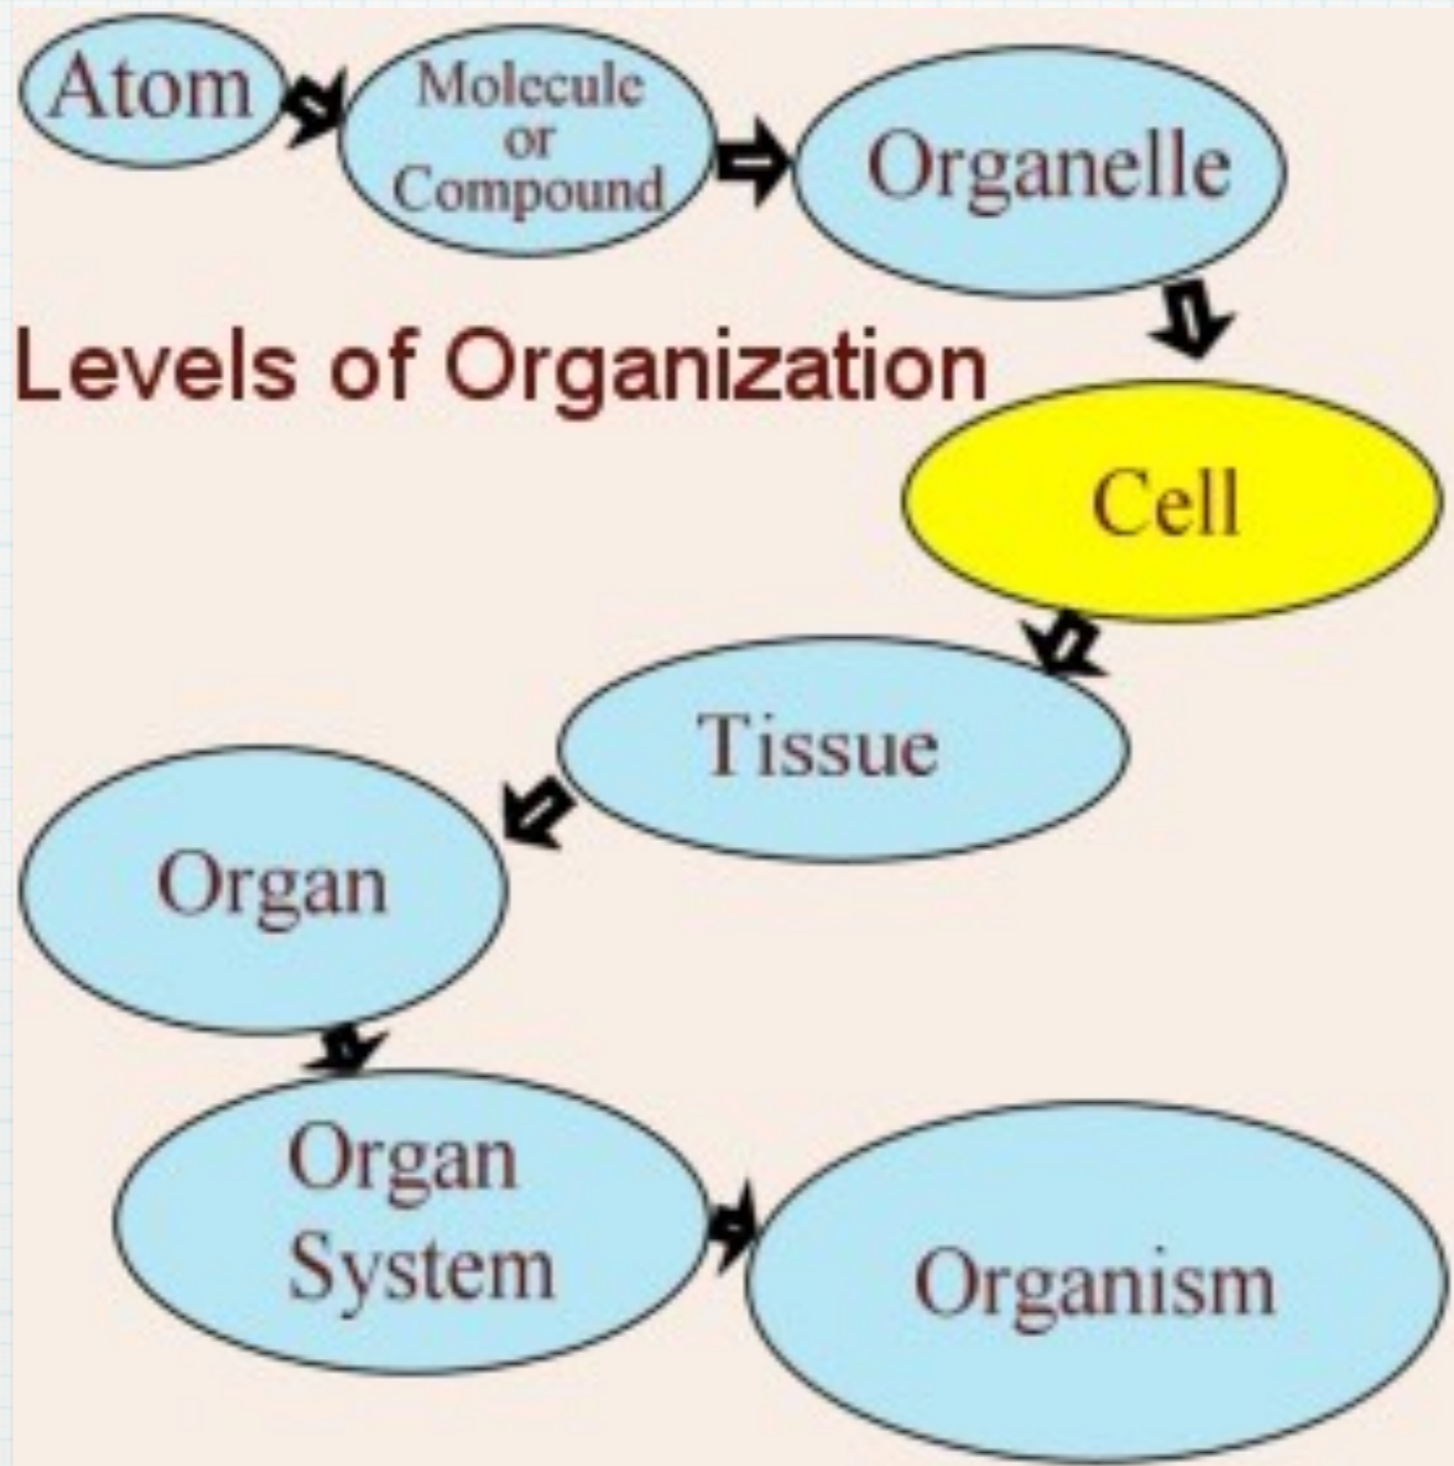 Atom
Molecule
or
Compound
Organelle
Levels of Organization
Cell
Tissue
Organ
Organ
System
Organism